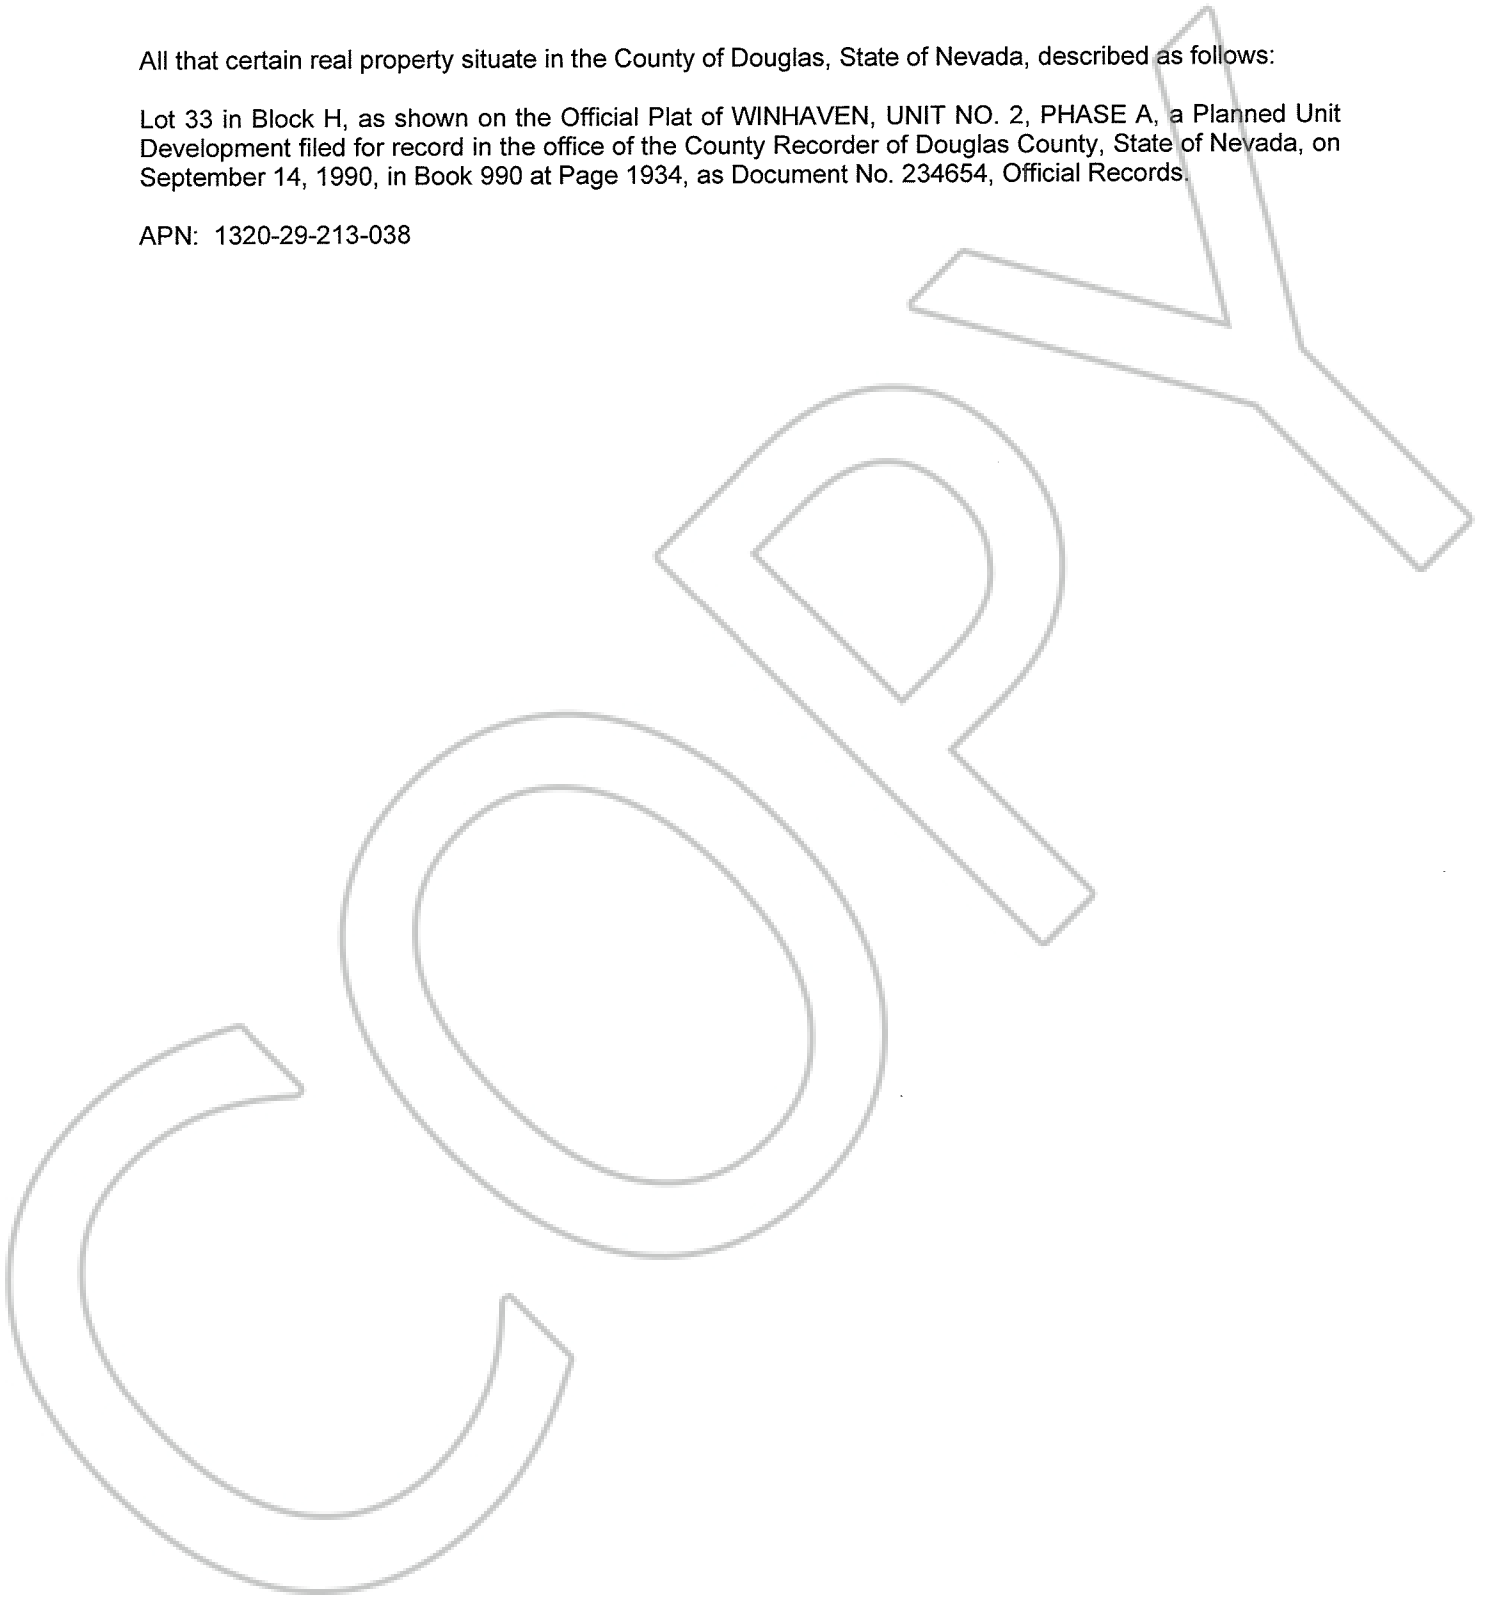 All that certain real property situate in the County of Douglas, State of Nevada, described as follows:
Lot 33 in Block H, as shown on the Official Plat of WINHAVEN, UNIT NO. 2, PHASE A, a Planned Unit
Development filed for record in the office of the County Recorder of Douglas County, State of Nevada, on
September 14, 1990, in Book 990 at Page 1934, as Document No. 234654, Official Records.
APN: 1320-29-213-038
COPY